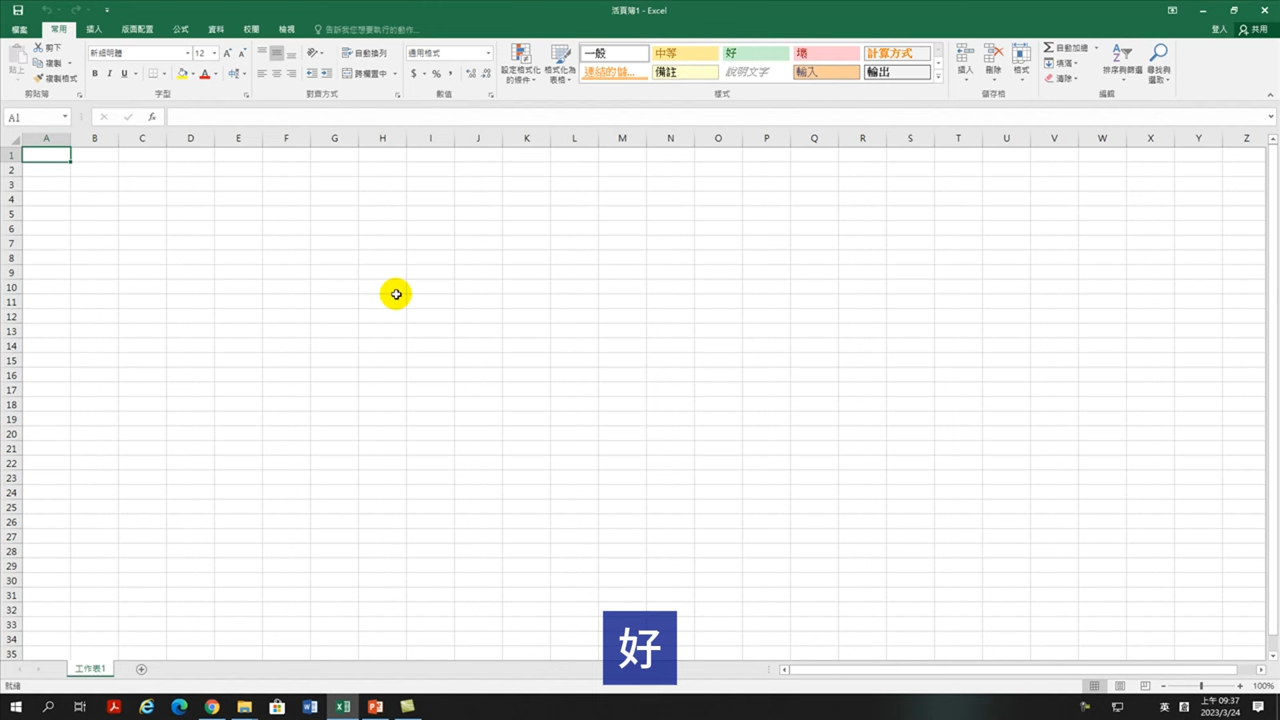 活頁簿1 - Excel
檔案 常用 插入 版面配置 公式 資料 校閱 檢視 告訴我您想要執行的動作... 登入 共用
貼上 剪下 複製 複製格式 剪貼簿
新細明體 12 B I U 字型
自動換列 跨欄置中 對齊方式
通用格式 $ % , 數值
設定格式化的條件 格式化為表格 一般 中等 好 壞 計算方式
連結的儲... 備註 說明文字 輸入 輸出 樣式
插入 刪除 格式 儲存格
自動加總 填滿 清除 排序與篩選 尋找與選取 編輯
A1 fx
A B C D E F G H I J K L M N O P Q R S T U V W X Y Z
1
2
3
4
5
6
7
8
9
10
11
12
13
14
15
16
17
18
19
20
21
22
23
24
25
26
27
28
29
30
31
32
33
34
35
好
工作表1
就緒 100%
英 上午 09:37
2023/3/24